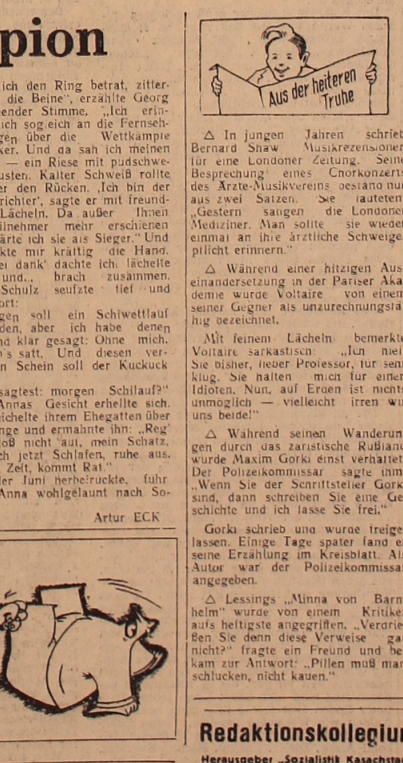 pion
ich den Ring betrat, zitter-
die Beine", erzählte Georg
ender Stimme. „Ich erin-
ich sogleich an die Fernseh-
gen über die Wettkämpfe
ker. Und da sah ich meinen
— ein Riese mit pudschwe-
usten. Kalter Schweiß rollte
er den Rücken. ‚Ich bin der
richter', sagte er mit freund-
Lächeln. Da außer Ihnen
ilnehmer mehr erschienen
ärte ich sie als Sieger." Und
kte mir kräftig die Hand.
ei dank' dachte ich, lächelte
und... brach zusammen.
Schulz seufzte tief und
ort:
gen soll ein Schiwettlauf
den, aber ich habe denen
nd klar gesagt: Ohne mich.
's satt. Und diesen ver-
n Schein soll der Kuckuck
sagtest: morgen Schilauf?"
Annas Gesicht erhellte sich.
eichelte ihrem Ehegatten über
nge und ermahnte ihn: „Reg
loß nicht auf, mein Schatz,
ch jetzt Schlafen, ruhe aus.
Zeit, kommt Rat."
der Juni herbeirückte, fuhr
Anna wohlgelaunt nach So-
Artur ECK
Aus der heiteren
Truhe
△ In jungen Jahren schrieb
Bernard Shaw Musikrezensionen
für eine Londoner Zeitung. Seine
Besprechung eines Chorkonzerts
des Ärzte-Musikvereins bestand nur
aus zwei Sätzen. Sie lauteten:
„Gestern sangen die Londoner
Mediziner. Man sollte sie wieder
einmal an ihre ärztliche Schweige-
pflicht erinnern."
△ Während einer hitzigen Aus-
einandersetzung in der Pariser Aka-
demie wurde Voltaire von einem
seiner Gegner als unzurechnungsfä-
hig bezeichnet.
Mit feinem Lächeln bemerkte
Voltaire sarkastisch: „Ich hielt
Sie bisher, lieber Professor, für sehr
klug. Sie halten mich für einen
Idioten. Nun, auf Erden ist nichts
unmöglich — vielleicht irren wir
uns beide!"
△ Während seinen Wanderun-
gen durch das zaristische Rußland
wurde Maxim Gorki einst verhaftet.
Der Polizeikommissar sagte ihm:
„Wenn Sie der Schriftsteller Gorki
sind, dann schreiben Sie eine Ge-
schichte und ich lasse Sie frei."
Gorki schrieb und wurde freige-
lassen. Einige Tage später fand er
seine Erzählung im Kreisblatt. Als
Autor war der Polizeikommissar
angegeben.
△ Lessings „Minna von Barn-
helm" wurde von einem Kritiker
aufs heftigste angegriffen. „Verdrie-
ßen Sie denn diese Verweise gar
nicht?" fragte ein Freund und be-
kam zur Antwort: „Pillen muß man
schlucken, nicht kauen."
Redaktionskollegiu
Herausgeber „Sozialistik Kasachsta